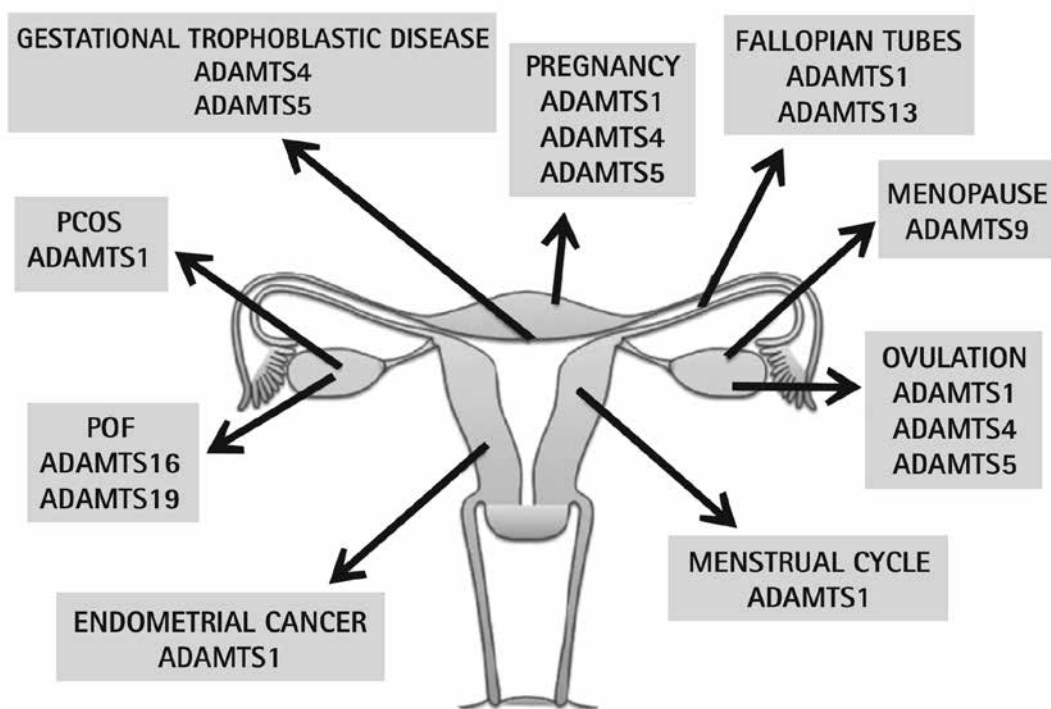 GESTATIONAL TROPHOBLASTIC DISEASE
ADAMTS4
ADAMTS5
PREGNANCY
ADAMTS1
ADAMTS4
ADAMTS5
FALLOPIAN TUBES
ADAMTS1
ADAMTS13
MENOPAUSE
ADAMTS9
PCOS
ADAMTS1
OVULATION
ADAMTS1
ADAMTS4
ADAMTS5
POF
ADAMTS16
ADAMTS19
MENSTRUAL CYCLE
ADAMTS1
ENDOMETRIAL CANCER
ADAMTS1